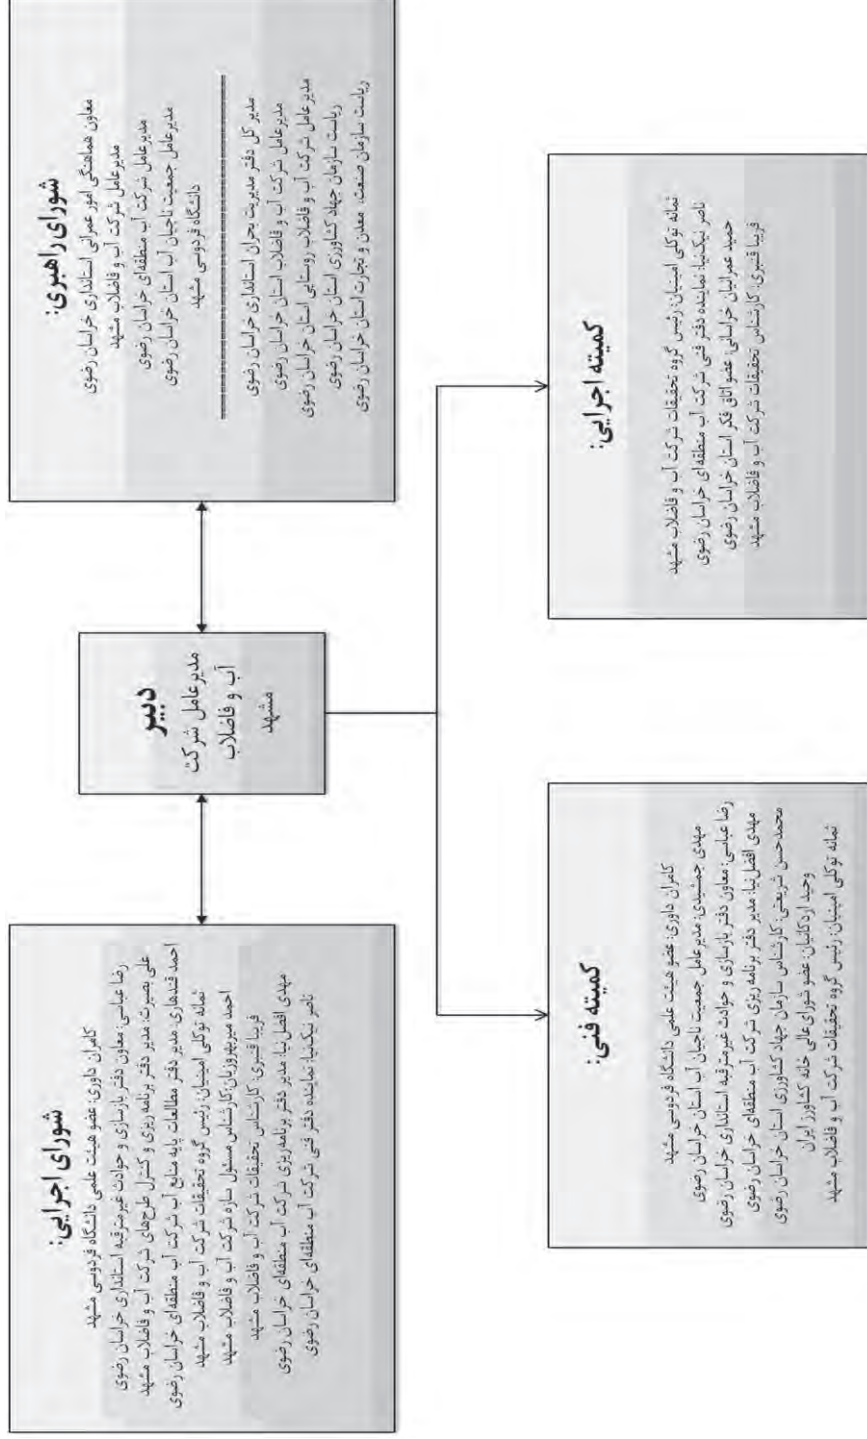 شورای راهبری:
معاون هماهنگی امور عمرانی استانداری خراسان رضوی
مدیرعامل شرکت آب و فاضلاب مشهد
مدیرعامل شرکت آب منطقه‌ای خراسان رضوی
مدیرعامل جمعیت ناجیان آب استان خراسان رضوی
دانشگاه فردوسی مشهد
مدیر کل دفتر مدیریت بحران استانداری خراسان رضوی
مدیرعامل شرکت آب و فاضلاب استان خراسان رضوی
مدیرعامل شرکت آب و فاضلاب روستایی استان خراسان رضوی
ریاست سازمان جهاد کشاورزی استان خراسان رضوی
ریاست سازمان صنعت، معدن و تجارت استان خراسان رضوی
دبیر
مدیرعامل شرکت
آب و فاضلاب
مشهد
شورای اجرایی:
کامران داوری: عضو هیئت علمی دانشگاه فردوسی مشهد
رضا عباسی: معاون دفتر بازسازی و حوادث غیرمترقبه استانداری خراسان رضوی
علی بصیرت: مدیر دفتر برنامه ریزی و کنترل طرح‌های شرکت آب و فاضلاب مشهد
احمد قندهاری: مدیر دفتر مطالعات پایه منابع آب شرکت آب منطقه‌ای خراسان رضوی
ثمانه توکلی امینیان: رئیس گروه تحقیقات شرکت آب و فاضلاب مشهد
احمد میربهروزیان: کارشناس مسئول سازه شرکت آب و فاضلاب مشهد
فریبا قنبری: کارشناس تحقیقات شرکت آب و فاضلاب مشهد
مهدی افضل‌نیا: مدیر دفتر برنامه‌ریزی شرکت آب منطقه‌ای خراسان رضوی
ناصر نیک‌نیا: نماینده دفتر فنی شرکت آب منطقه‌ای خراسان رضوی
کمیته اجرایی:
ثمانه توکلی امینیان: رئیس گروه تحقیقات شرکت آب و فاضلاب مشهد
ناصر نیک‌نیا: نماینده دفتر فنی شرکت آب منطقه‌ای خراسان رضوی
حمید عمرانیان خراسانی: عضو اتاق فکر استان خراسان رضوی
فریبا قنبری: کارشناس تحقیقات شرکت آب و فاضلاب مشهد
کمیته فنی:
کامران داوری: عضو هیئت علمی دانشگاه فردوسی مشهد
مهدی جمشیدی: مدیرعامل جمعیت ناجیان آب استان خراسان رضوی
رضا عباسی: معاون دفتر بازسازی و حوادث غیرمترقبه استانداری خراسان رضوی
مهدی افضل‌نیا: مدیر دفتر برنامه ریزی شرکت آب منطقه‌ای خراسان رضوی
محمدحسن شریعتی: کارشناس سازمان جهاد کشاورزی استان خراسان رضوی
وحید اردکانیان: عضو شورای عالی خانه کشاورز ایران
ثمانه توکلی امینیان: رئیس گروه تحقیقات شرکت آب و فاضلاب مشهد